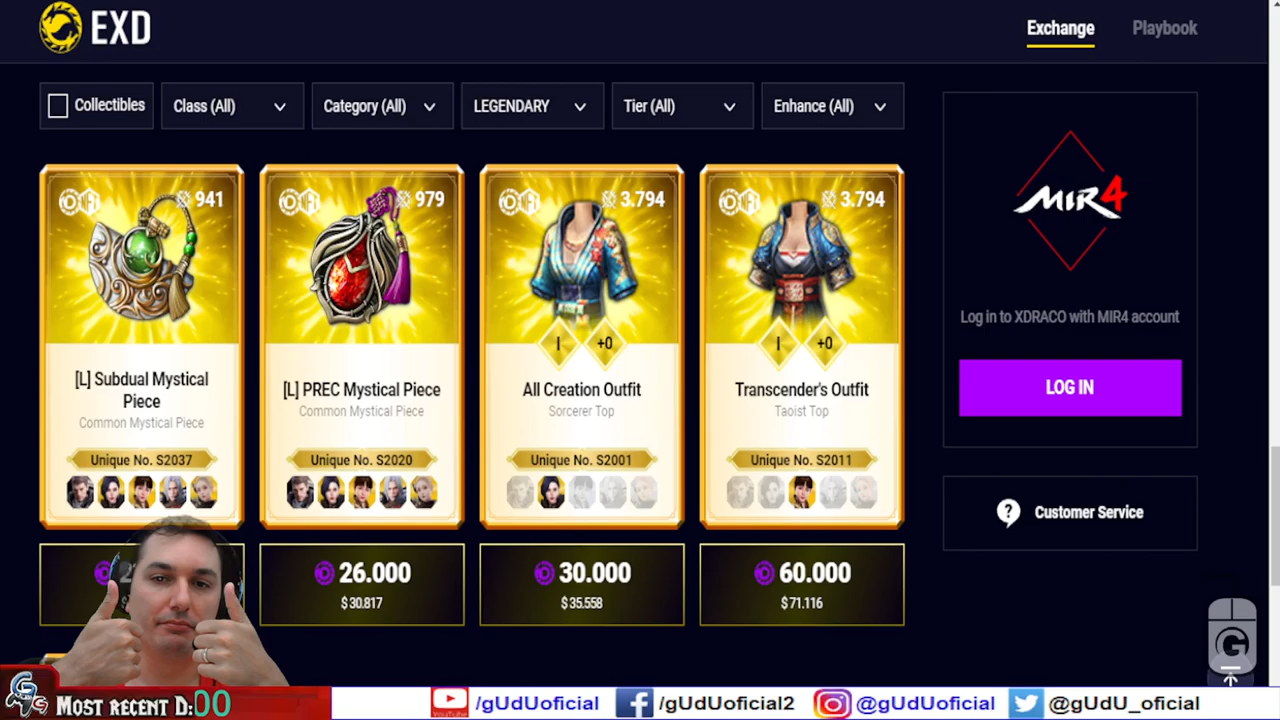 EXD
Exchange
Playbook
Collectibles
Class (All)
Category (All)
LEGENDARY
Tier (All)
Enhance (All)
941
979
3.794
3.794
I
+0
I
+0
[L] Subdual Mystical
Piece
Common Mystical Piece
[L] PREC Mystical Piece
Common Mystical Piece
All Creation Outfit
Sorcerer Top
Transcender's Outfit
Taoist Top
Unique No. S2037
Unique No. S2020
Unique No. S2001
Unique No. S2011
26.000
$ 30.817
30.000
$ 35.558
60.000
$ 71.116
MIR4
Log in to XDRACO with MIR4 account
LOG IN
? Customer Service
G
Most recent D:00
YouTube
/gUdUoficial
/gUdUoficial2
@gUdUoficial
@gUdU_oficial